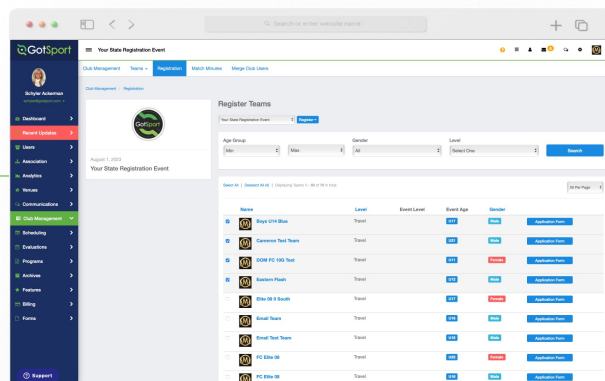 Search or enter website name
GotSport
Your State Registration Event
Schyler Ackerman
Club Management Teams Registration Match Minutes Merge Club Users
Club Management / Registration
Dashboard
Recent Updates
Users
Association
Analytics
Venues
Communications
Club Management
Scheduling
Evaluations
Programs
Archives
Features
Billing
Forms
Support
GotSport
August 1, 2023
Your State Registration Event
Register Teams
Your State Registration Event Register
Age Group Gender Level
Min Max All Select One Search
Select All | Deselect All
50 Per Page
Name Level Event Level Event Age Gender
Boys U14 Blue Travel U17 Male Application Form
Cameron Test Team Travel U21 Male Application Form
DOM FC 10G Test Travel U11 Female Application Form
Eastern Flash Travel U12 Male Application Form
Elite 08 II South Travel U17 Female Application Form
Email Team Travel U16 Male Application Form
Email Test Team Travel U16 Male Application Form
FC Elite 08 Travel Female Application Form
FC Elite 08 Travel U16 Male Application Form